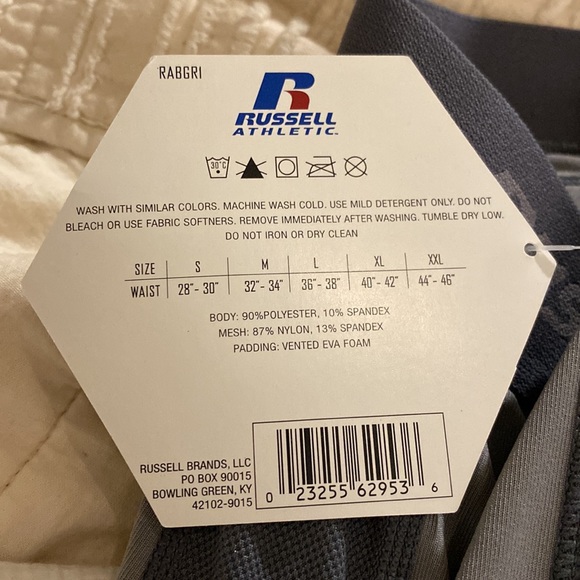 RABGRI
R
RUSSELL
ATHLETIC
30°C
WASH WITH SIMILAR COLORS. MACHINE WASH COLD. USE MILD DETERGENT ONLY. DO NOT
BLEACH OR USE FABRIC SOFTNERS. REMOVE IMMEDIATELY AFTER WASHING. TUMBLE DRY LOW.
DO NOT IRON OR DRY CLEAN
SIZE S M L XL XXL
WAIST 28"- 30" 32"- 34" 36"- 38" 40"- 42" 44"- 46"
BODY: 90%POLYESTER, 10% SPANDEX
MESH: 87% NYLON, 13% SPANDEX
PADDING: VENTED EVA FOAM
RUSSELL BRANDS, LLC
PO BOX 90015
BOWLING GREEN, KY
42102-9015
0 23255 62953 6